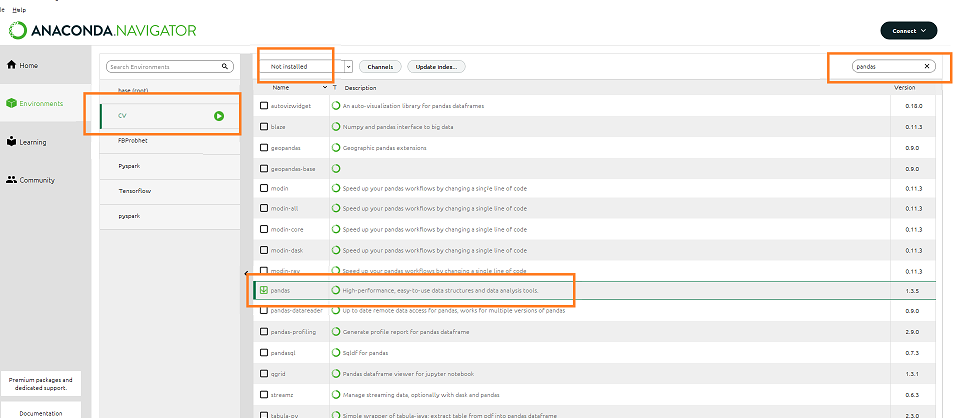 Help
ANACONDA.NAVIGATOR
Connect
Home
Environments
Learning
Community
Premium packages and
dedicated support.
Documentation
Search Environments
base (root)
CV
FBProbhet
Pyspark
Tensorflow
pyspark
Not installed
Channels
Update index...
pandas
Name T Description Version
autovizwidget An auto-visualization library for pandas dataframes 0.18.0
blaze Numpy and pandas interface to big data 0.11.3
geopandas Geographic pandas extensions 0.9.0
geopandas-base 0.9.0
modin Speed up your pandas workflows by changing a single line of code 0.11.3
modin-all Speed up your pandas workflows by changing a single line of code 0.11.3
modin-core Speed up your pandas workflows by changing a single line of code 0.11.3
modin-dask Speed up your pandas workflows by changing a single line of code 0.11.3
modin-ray Speed up your pandas workflows by changing a single line of code 0.11.3
pandas High-performance, easy-to-use data structures and data analysis tools. 1.3.5
pandas-datareader Up to date remote data access for pandas, works for multiple versions of pandas 0.9.0
pandas-profiling Generate profile report for pandas dataframe 2.9.0
pandasql Sqldf for pandas 0.7.3
qgrid Pandas dataframe viewer for jupyter notebook 1.3.1
streamz Manage streaming data, optionally with dask and pandas 0.6.3
tabula-py Simple wrapper of tabula-java: extract table from pdf into pandas dataframe 2.3.0